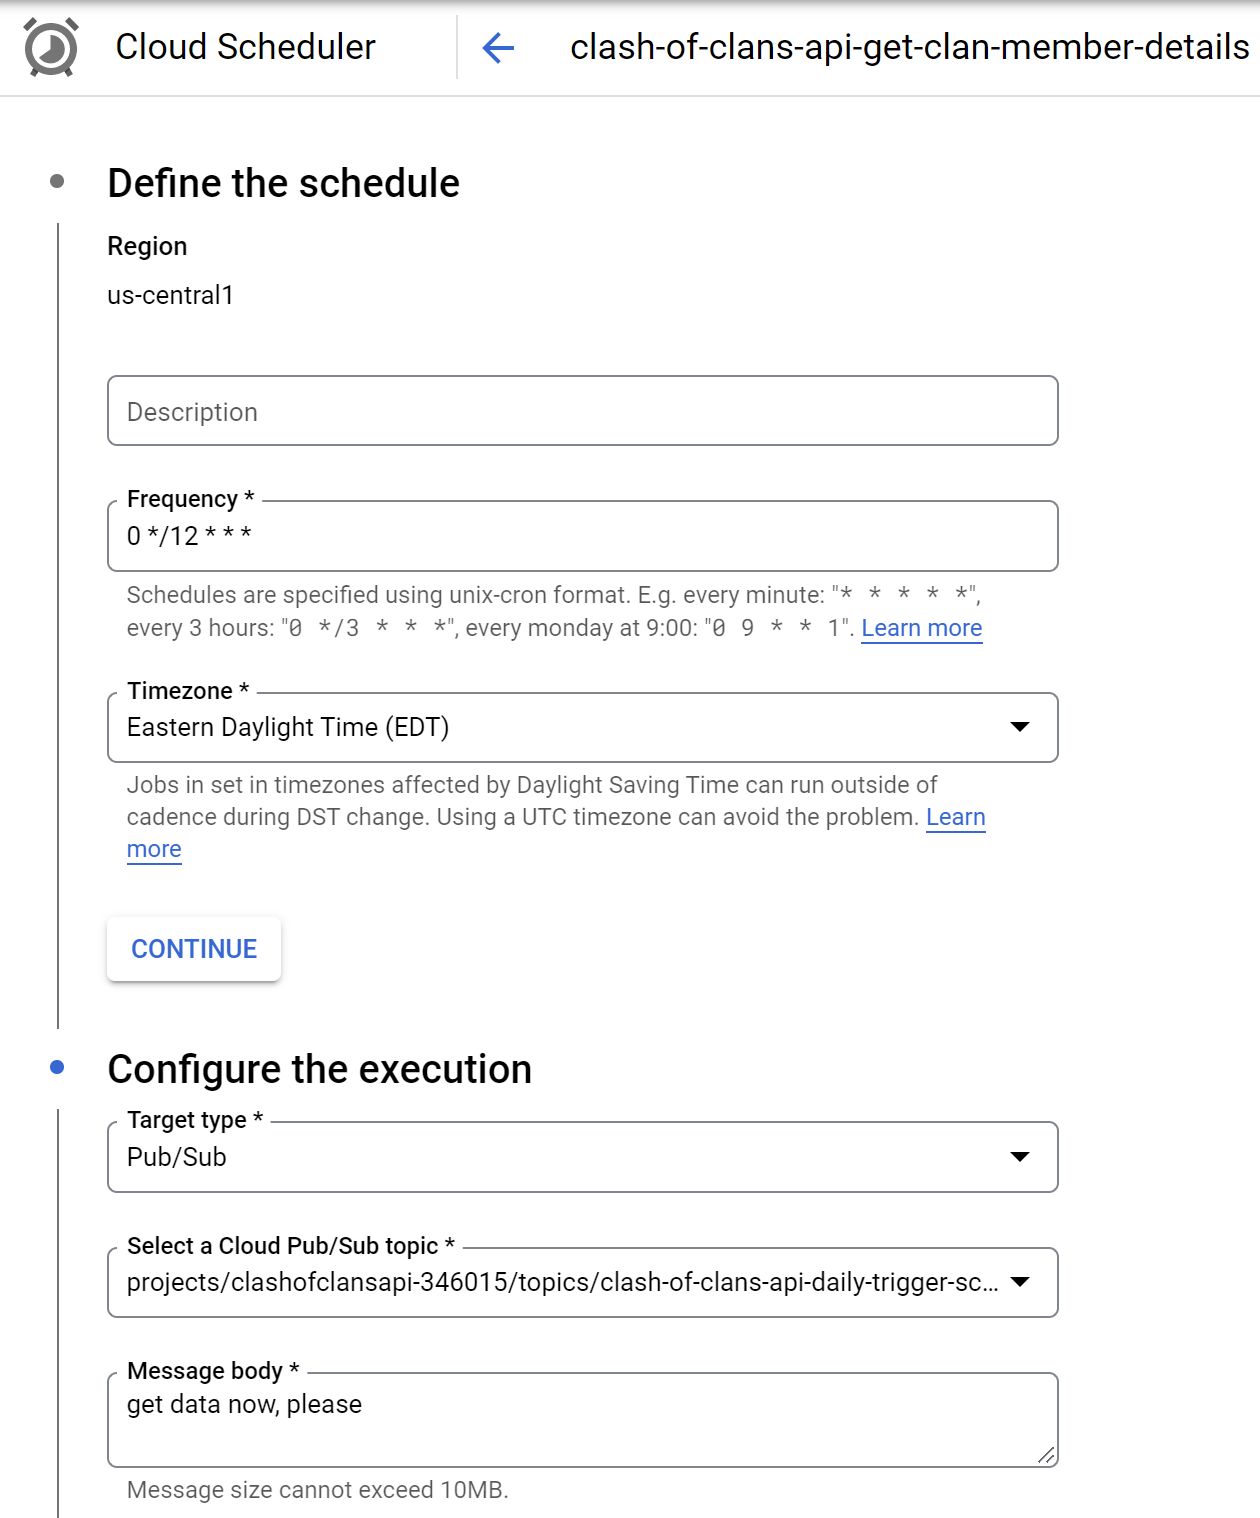 Cloud Scheduler
clash-of-clans-api-get-clan-member-details
Define the schedule
Region
us-central1
Description
Frequency *
0 */12 * * *
Schedules are specified using unix-cron format. E.g. every minute: "* * * * *",
every 3 hours: "0 */3 * * *", every monday at 9:00: "0 9 * * 1". Learn more
Timezone *
Eastern Daylight Time (EDT)
Jobs in set in timezones affected by Daylight Saving Time can run outside of
cadence during DST change. Using a UTC timezone can avoid the problem. Learn
more
CONTINUE
Configure the execution
Target type *
Pub/Sub
Select a Cloud Pub/Sub topic *
projects/clashofclansapi-346015/topics/clash-of-clans-api-daily-trigger-sc...
Message body *
get data now, please
Message size cannot exceed 10MB.